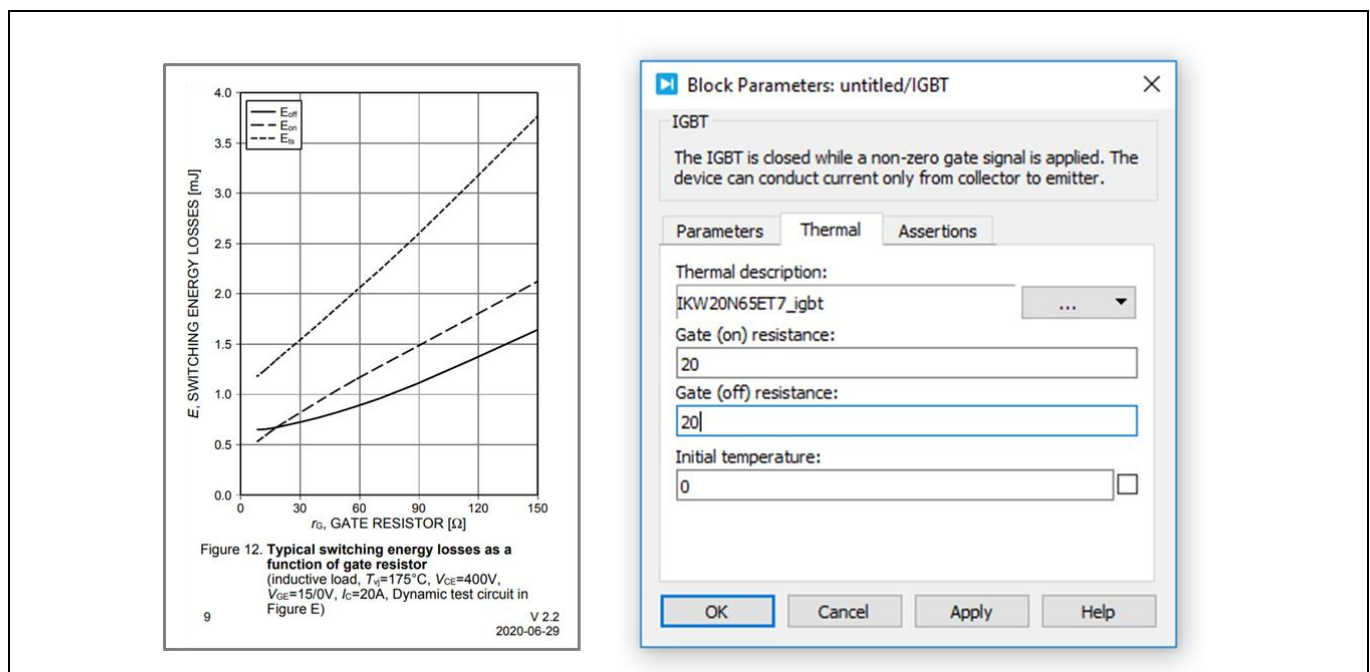 4.0
3.5
3.0
2.5
2.0
1.5
1.0
0.5
0.0
E, SWITCHING ENERGY LOSSES [mJ]
Eoff
Eon
Ets
0 30 60 90 120 150
rG, GATE RESISTOR [Ω]
Figure 12. Typical switching energy losses as a
function of gate resistor
(inductive load, Tvj=175°C, VCE=400V,
VGE=15/0V, IC=20A, Dynamic test circuit in
Figure E)
9 V 2.2
2020-06-29
Block Parameters: untitled/IGBT
IGBT
The IGBT is closed while a non-zero gate signal is applied. The
device can conduct current only from collector to emitter.
Parameters Thermal Assertions
Thermal description:
IKW20N65ET7_igbt ...
Gate (on) resistance:
20
Gate (off) resistance:
20
Initial temperature:
0
OK Cancel Apply Help